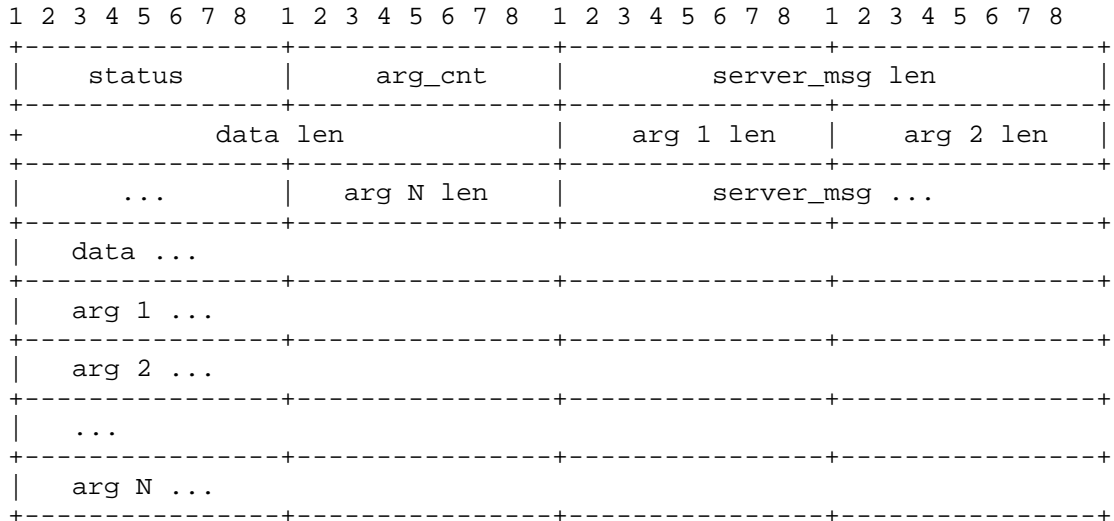 1 2 3 4 5 6 7 8  1 2 3 4 5 6 7 8  1 2 3 4 5 6 7 8  1 2 3 4 5 6 7 8
+----------------+----------------+----------------+----------------+
|    status      |    arg_cnt     |         server_msg len          |
+----------------+----------------+----------------+----------------+
+            data len             |    arg 1 len   |    arg 2 len   |
+----------------+----------------+----------------+----------------+
|      ...       |   arg N len    |         server_msg ...
+----------------+----------------+----------------+----------------+
|   data ...
+----------------+----------------+----------------+----------------+
|   arg 1 ...
+----------------+----------------+----------------+----------------+
|   arg 2 ...
+----------------+----------------+----------------+----------------+
|   ...
+----------------+----------------+----------------+----------------+
|   arg N ...
+----------------+----------------+----------------+----------------+